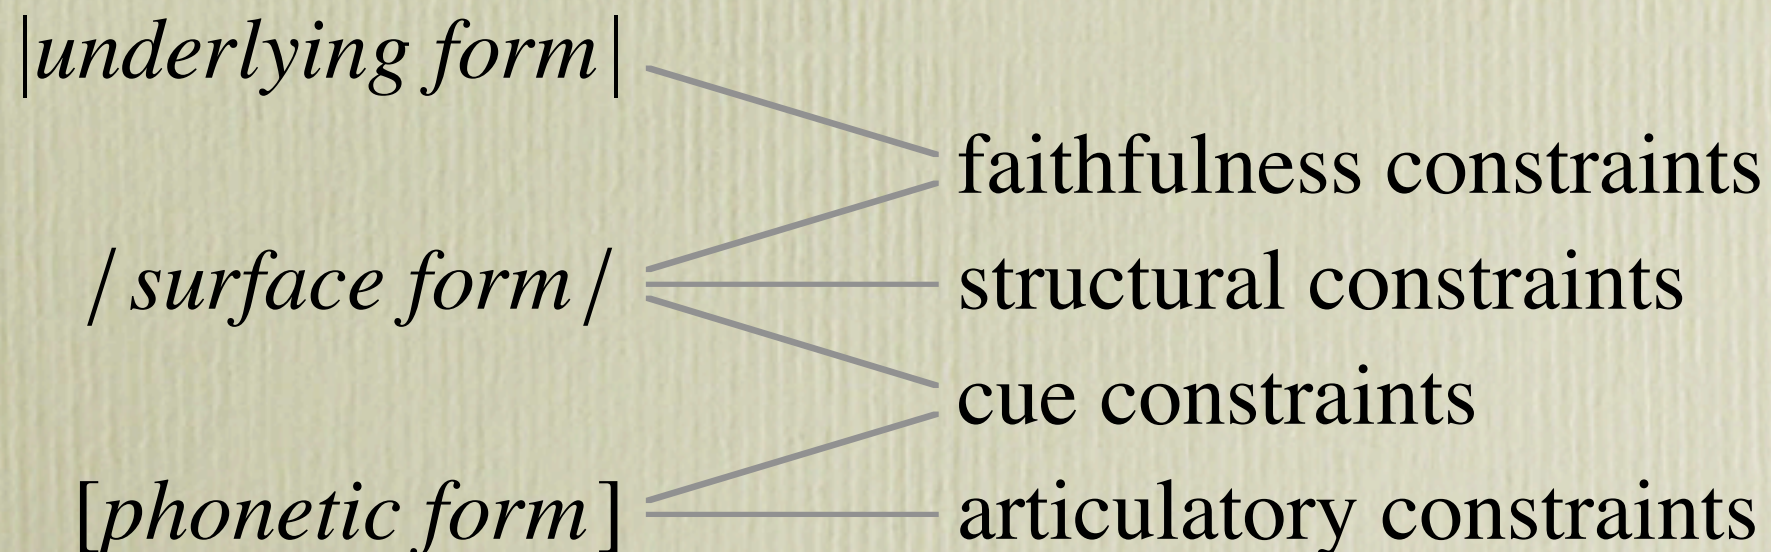 |underlying form|
faithfulness constraints
/surface form/
structural constraints
cue constraints
[phonetic form]
articulatory constraints